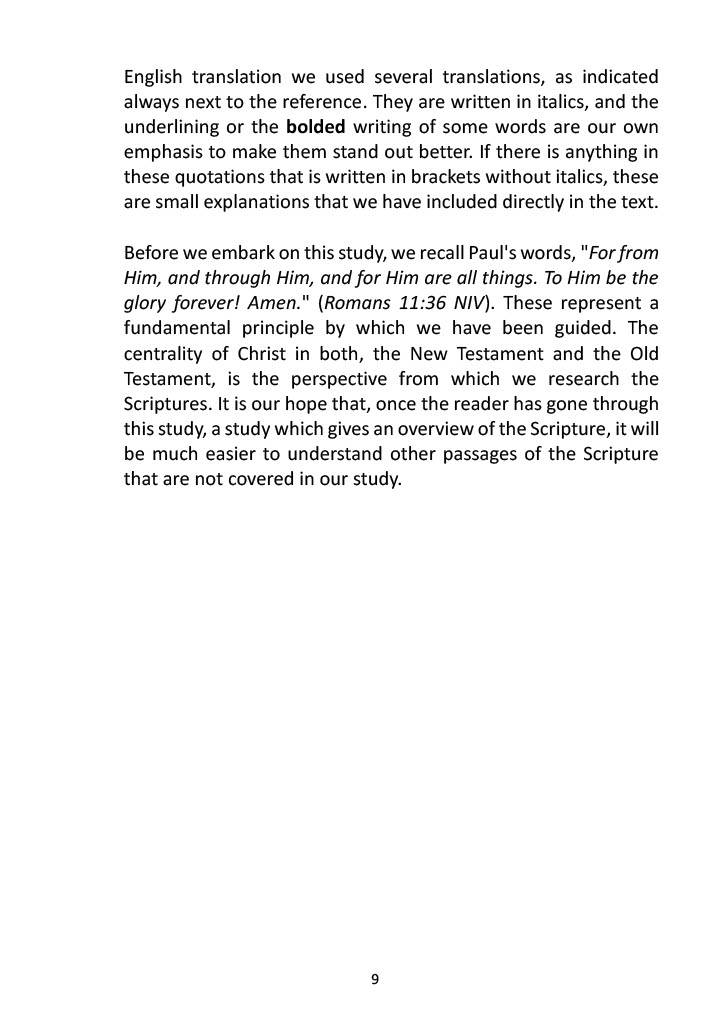 English translation we used several translations, as indicated
always next to the reference. They are written in italics, and the
underlining or the bolded writing of some words are our own
emphasis to make them stand out better. If there is anything in
these quotations that is written in brackets without italics, these
are small explanations that we have included directly in the text.
Before we embark on this study, we recall Paul's words, "For from
Him, and through Him, and for Him are all things. To Him be the
glory forever! Amen." (Romans 11:36 NIV). These represent a
fundamental principle by which we have been guided. The
centrality of Christ in both, the New Testament and the Old
Testament, is the perspective from which we research the
Scriptures. It is our hope that, once the reader has gone through
this study, a study which gives an overview of the Scripture, it will
be much easier to understand other passages of the Scripture
that are not covered in our study.
9